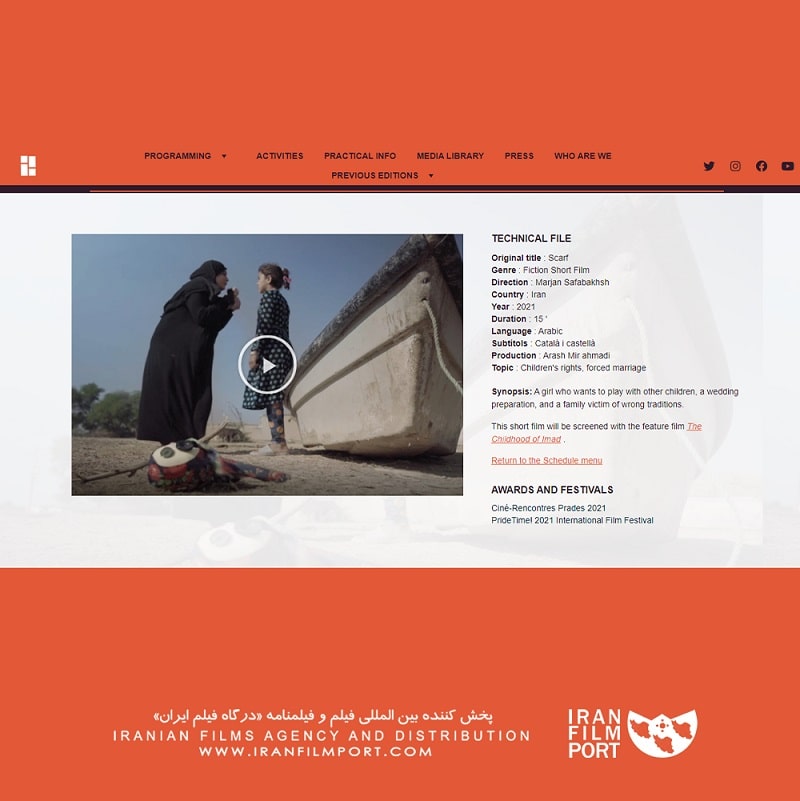 PROGRAMMING
ACTIVITIES
PRACTICAL INFO
MEDIA LIBRARY
PRESS
WHO ARE WE
PREVIOUS EDITIONS
TECHNICAL FILE
Original title : Scarf
Genre : Fiction Short Film
Direction : Marjan Safabakhsh
Country : Iran
Year : 2021
Duration : 15 '
Language : Arabic
Subtitols : Català i castellà
Production : Arash Mir ahmadi
Topic : Children's rights, forced marriage
Synopsis: A girl who wants to play with other children, a wedding
preparation, and a family victim of wrong traditions.
This short film will be screened with the feature film The
Childhood of Imad .
Return to the Schedule menu
AWARDS AND FESTIVALS
Ciné-Rencontres Prades 2021
PrideTime! 2021 International Film Festival
پخش کننده بین المللی فیلم و فیلمنامه «درگاه فیلم ایران»
IRANIAN FILMS AGENCY AND DISTRIBUTION
WWW.IRANFILMPORT.COM
IRAN
FILM
PORT